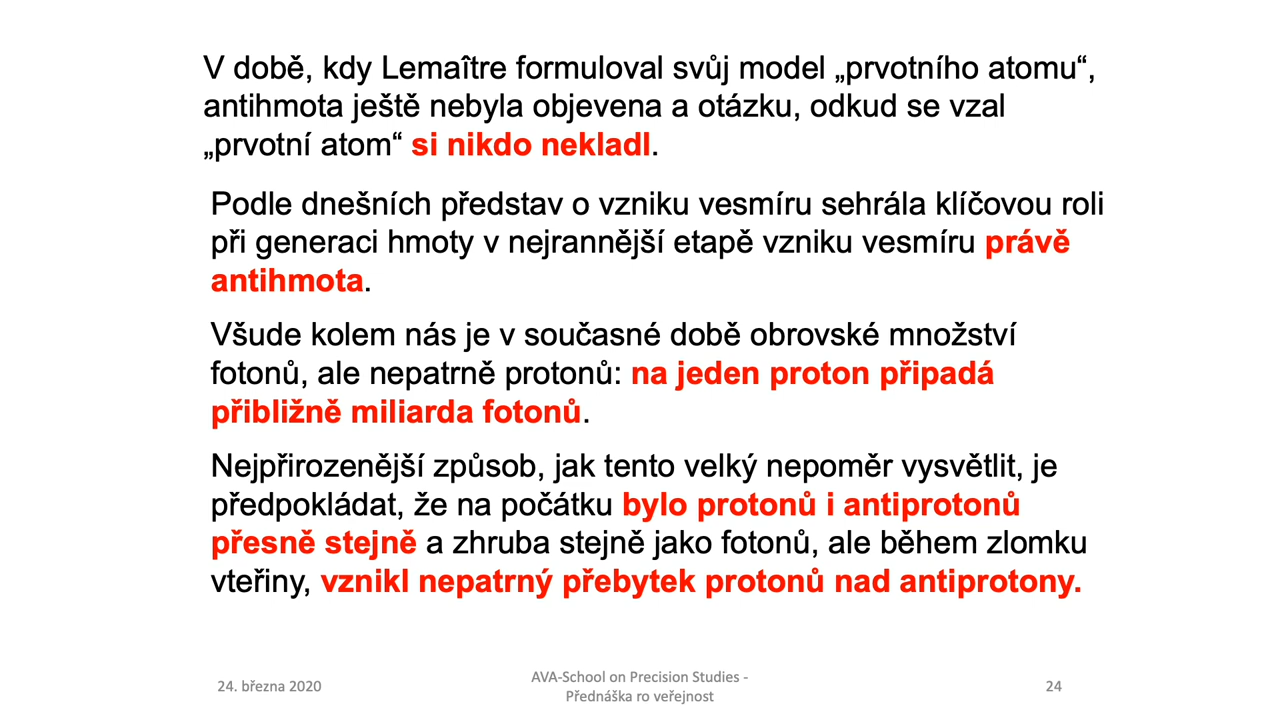 V době, kdy Lemaître formuloval svůj model „prvotního atomu“,
antihmota ještě nebyla objevena a otázku, odkud se vzal
„prvotní atom“ si nikdo nekladl.
Podle dnešních představ o vzniku vesmíru sehrála klíčovou roli
při generaci hmoty v nejrannější etapě vzniku vesmíru právě
antihmota.
Všude kolem nás je v současné době obrovské množství
fotonů, ale nepatrně protonů: na jeden proton připadá
přibližně miliarda fotonů.
Nejpřirozenější způsob, jak tento velký nepoměr vysvětlit, je
předpokládat, že na počátku bylo protonů i antiprotonů
přesně stejně a zhruba stejně jako fotonů, ale během zlomku
vteřiny, vznikl nepatrný přebytek protonů nad antiprotony.
24. března 2020
AVA-School on Precision Studies -
Přednáška ro veřejnost
24